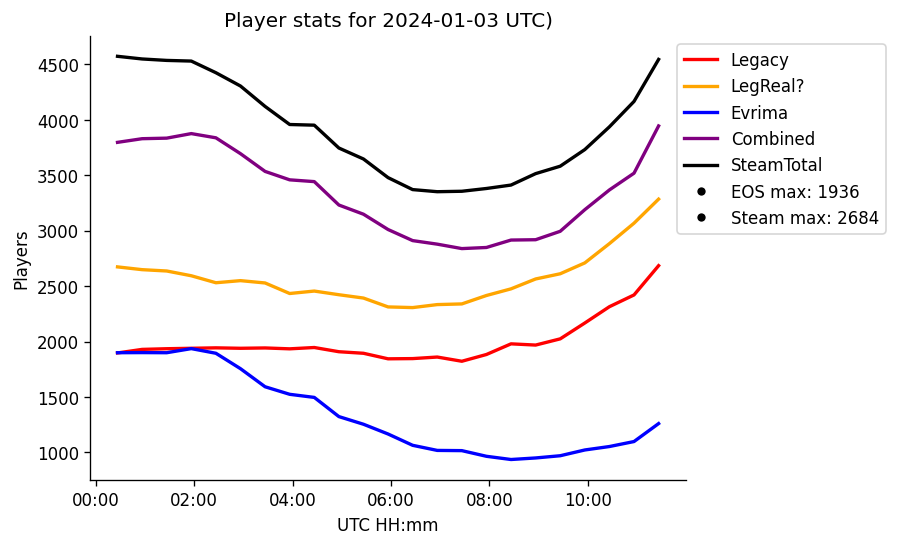 Player stats for 2024-01-03 UTC)
Legacy
LegReal?
Evrima
Combined
SteamTotal
EOS max: 1936
Steam max: 2684
Players
4500
4000
3500
3000
2500
2000
1500
1000
00:00 02:00 04:00 06:00 08:00 10:00
UTC HH:mm